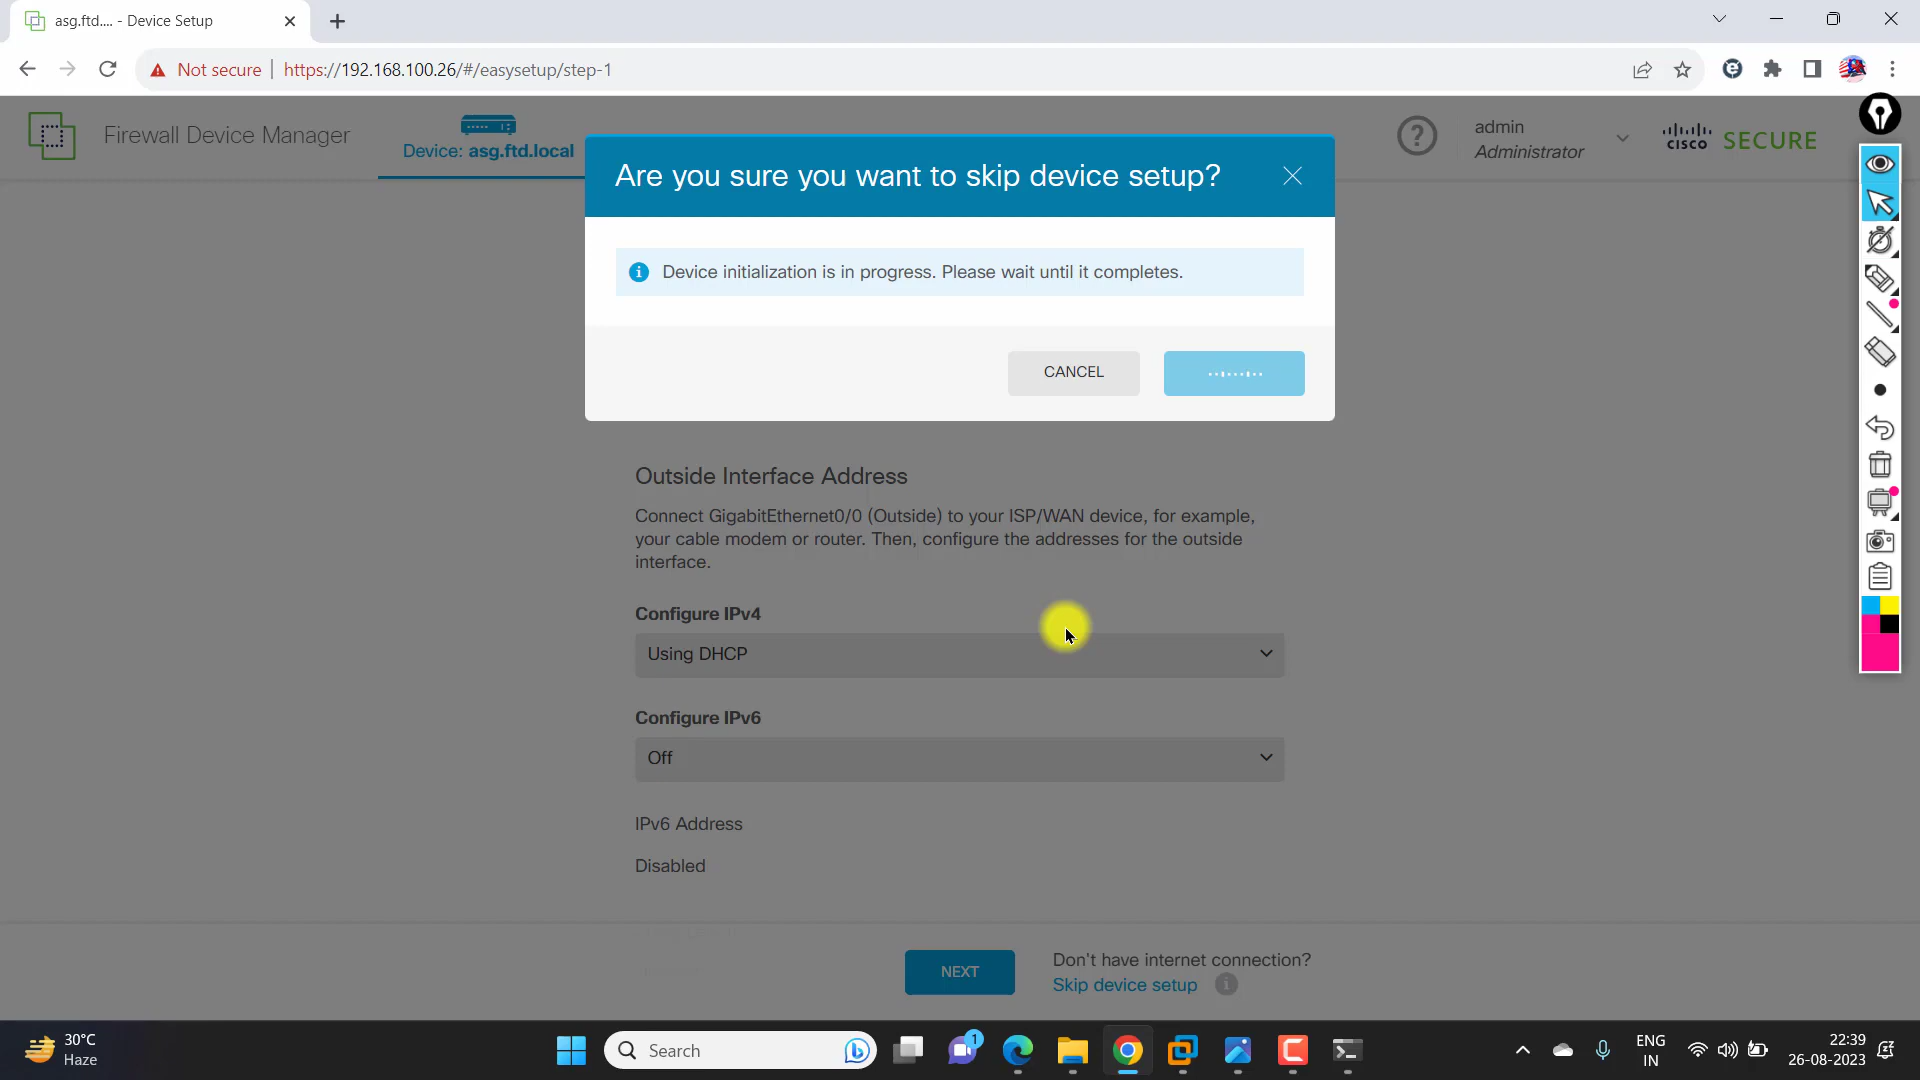 asg.ftd.... - Device Setup
Not secure
https://192.168.100.26/#/easysetup/step-1
Firewall Device Manager
Device: asg.ftd.local
Are you sure you want to skip device setup?
admin
Administrator
CISCO SECURE
Device initialization is in progress. Please wait until it completes.
CANCEL
Outside Interface Address
Connect GigabitEthernet0/0 (Outside) to your ISP/WAN device, for example,
your cable modem or router. Then, configure the addresses for the outside
interface.
Configure IPv4
Using DHCP
Configure IPv6
Off
IPv6 Address
Disabled
NEXT
Don't have internet connection?
Skip device setup
30°C
Haze
Search
1
ENG
IN
22:39
26-08-2023